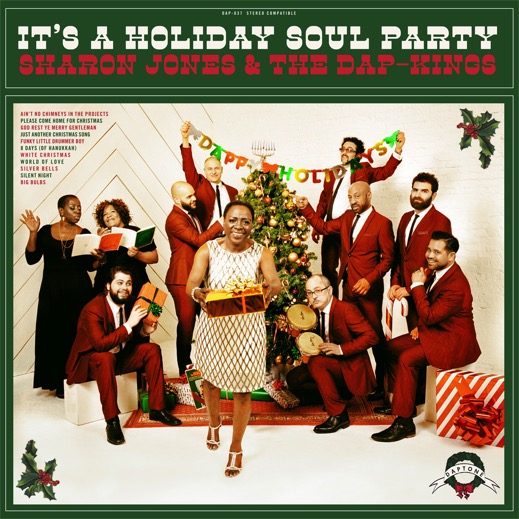 DAP-037 STEREO COMPATIBLE
IT'S A HOLIDAY SOUL PARTY
SHARON JONES & THE DAP-KINGS
AIN'T NO CHIMNEYS IN THE PROJECTS
PLEASE COME HOME FOR CHRISTMAS
GOD REST YE MERRY GENTLEMAN
JUST ANOTHER CHRISTMAS SONG
FUNKY LITTLE DRUMMER BOY
8 DAYS (OF HANUKKAH)
WHITE CHRISTMAS
WORLD OF LOVE
SILVER BELLS
SILENT NIGHT
BIG BULBS
DAPP HOLIDAYS!
DAPTONE